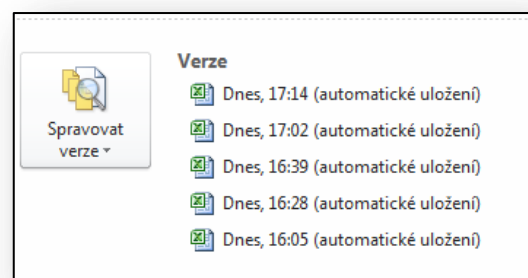 Verze
Dnes, 17:14 (automatické uložení)
Dnes, 17:02 (automatické uložení)
Dnes, 16:39 (automatické uložení)
Dnes, 16:28 (automatické uložení)
Dnes, 16:05 (automatické uložení)
Spravovat
verze